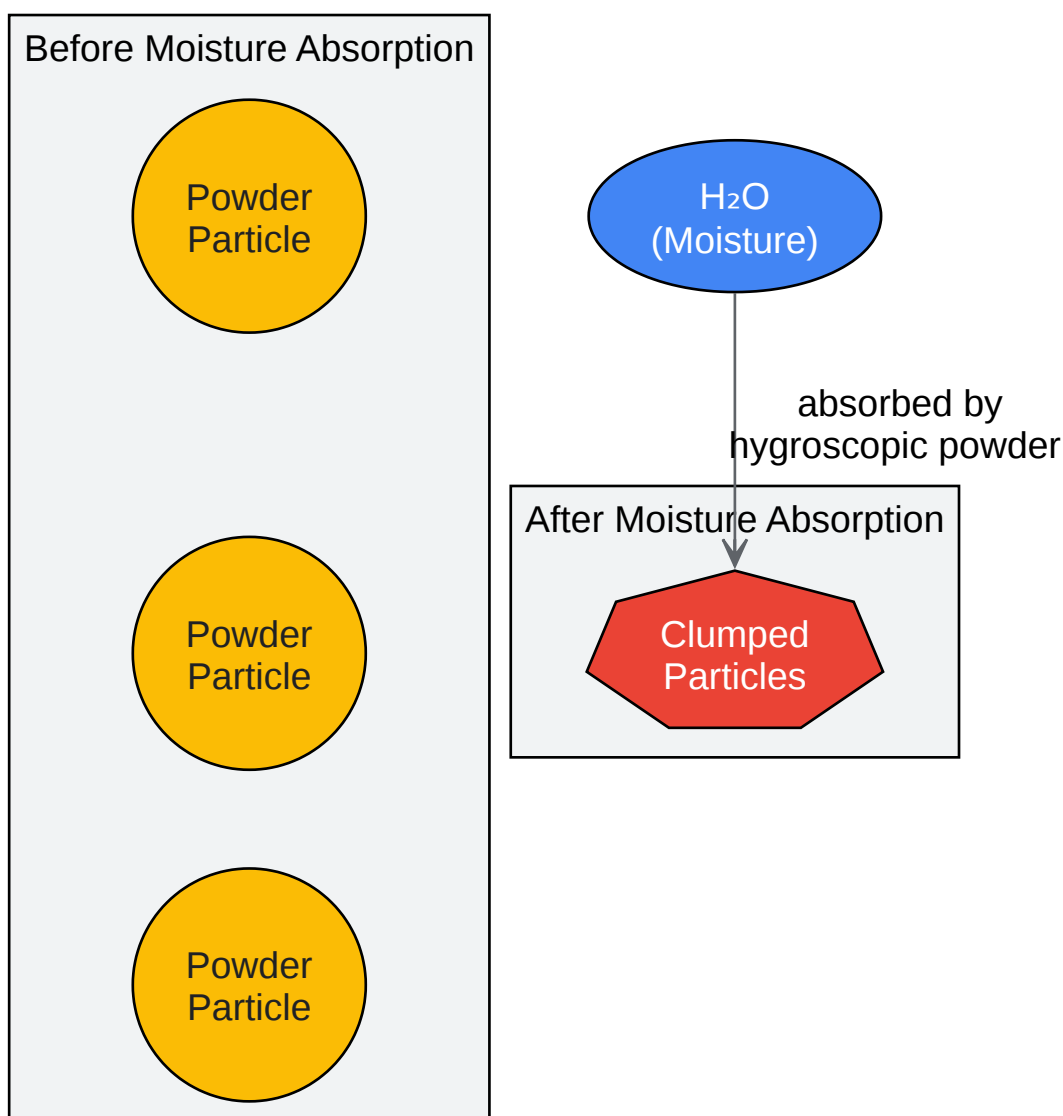 Before Moisture Absorption
Powder
Particle
H₂O
(Moisture)
absorbed by
hygroscopic powder
After Moisture Absorption
Powder
Particle
Clumped
Particles
Powder
Particle